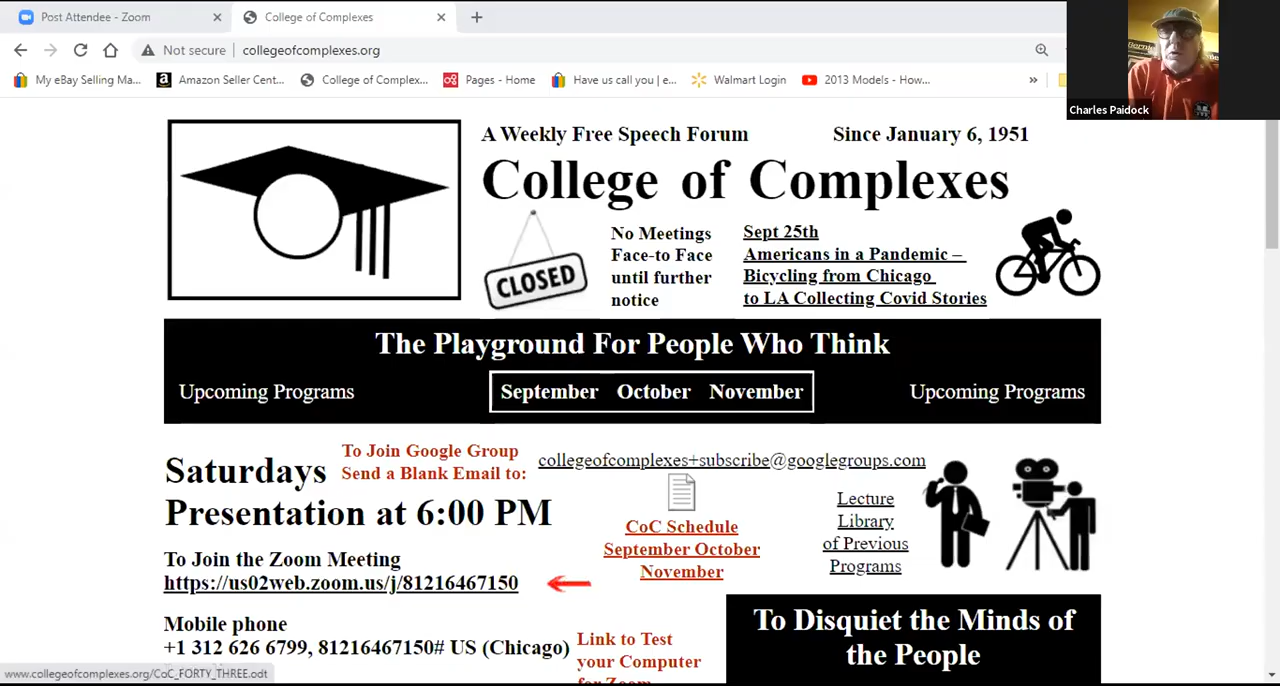 Post Attendee - Zoom
College of Complexes
Not secure
collegeofcomplexes.org
My eBay Selling Ma...
Amazon Seller Cent...
College of Complex...
Pages - Home
Have us call you | e...
Walmart Login
2013 Models - How...
»
Charles Paidock
A Weekly Free Speech Forum
Since January 6, 1951
College of Complexes
CLOSED
No Meetings
Face-to Face
until further
notice
Sept 25th
Americans in a Pandemic –
Bicycling from Chicago
to LA Collecting Covid Stories
The Playground For People Who Think
Upcoming Programs
September October November
Upcoming Programs
Saturdays
Presentation at 6:00 PM
To Join Google Group
Send a Blank Email to:
collegeofcomplexes+subscribe@googlegroups.com
CoC Schedule
September October
November
Lecture
Library
of Previous
Programs
To Join the Zoom Meeting
https://us02web.zoom.us/j/81216467150
Mobile phone
+1 312 626 6799, 81216467150# US (Chicago)
Link to Test
your Computer
for Zoom
To Disquiet the Minds of
the People
www.collegeofcomplexes.org/CoC_FORTY_THREE.odt